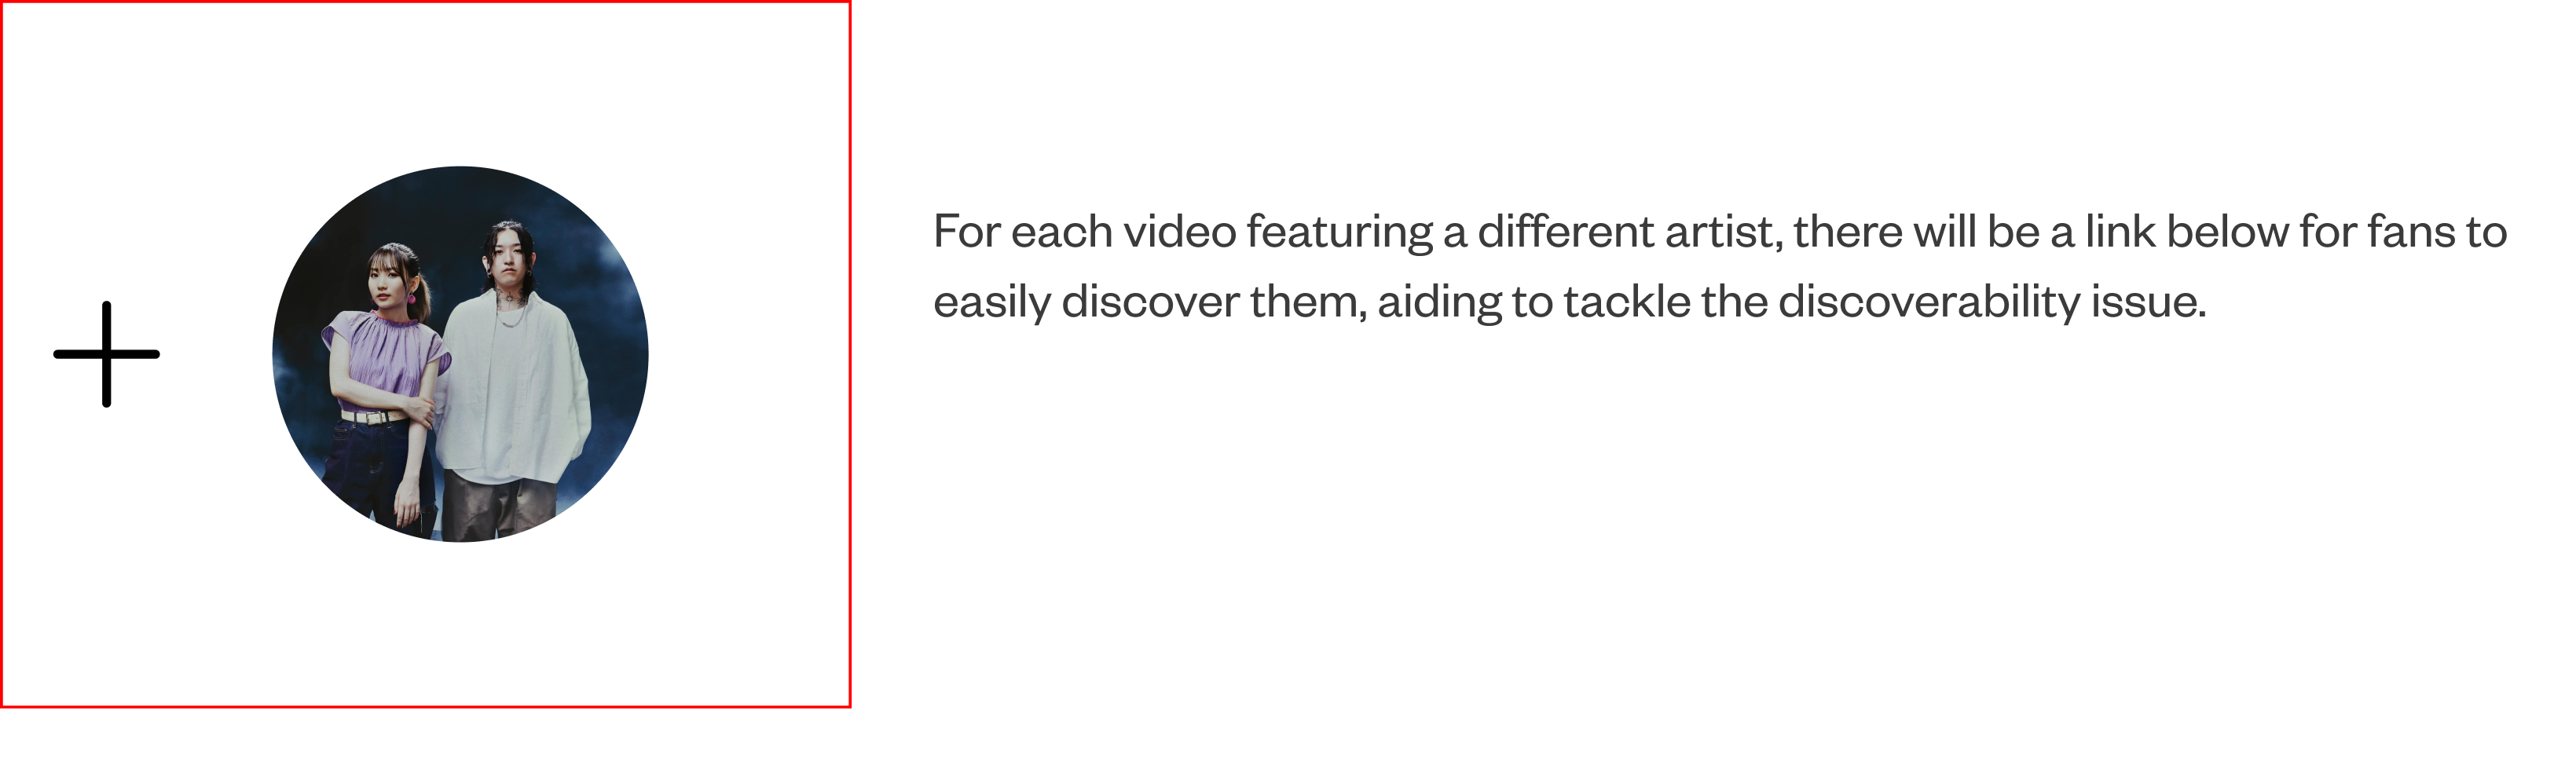 For each video featuring a different artist, there will be a link below for fans to
easily discover them, aiding to tackle the discoverability issue.